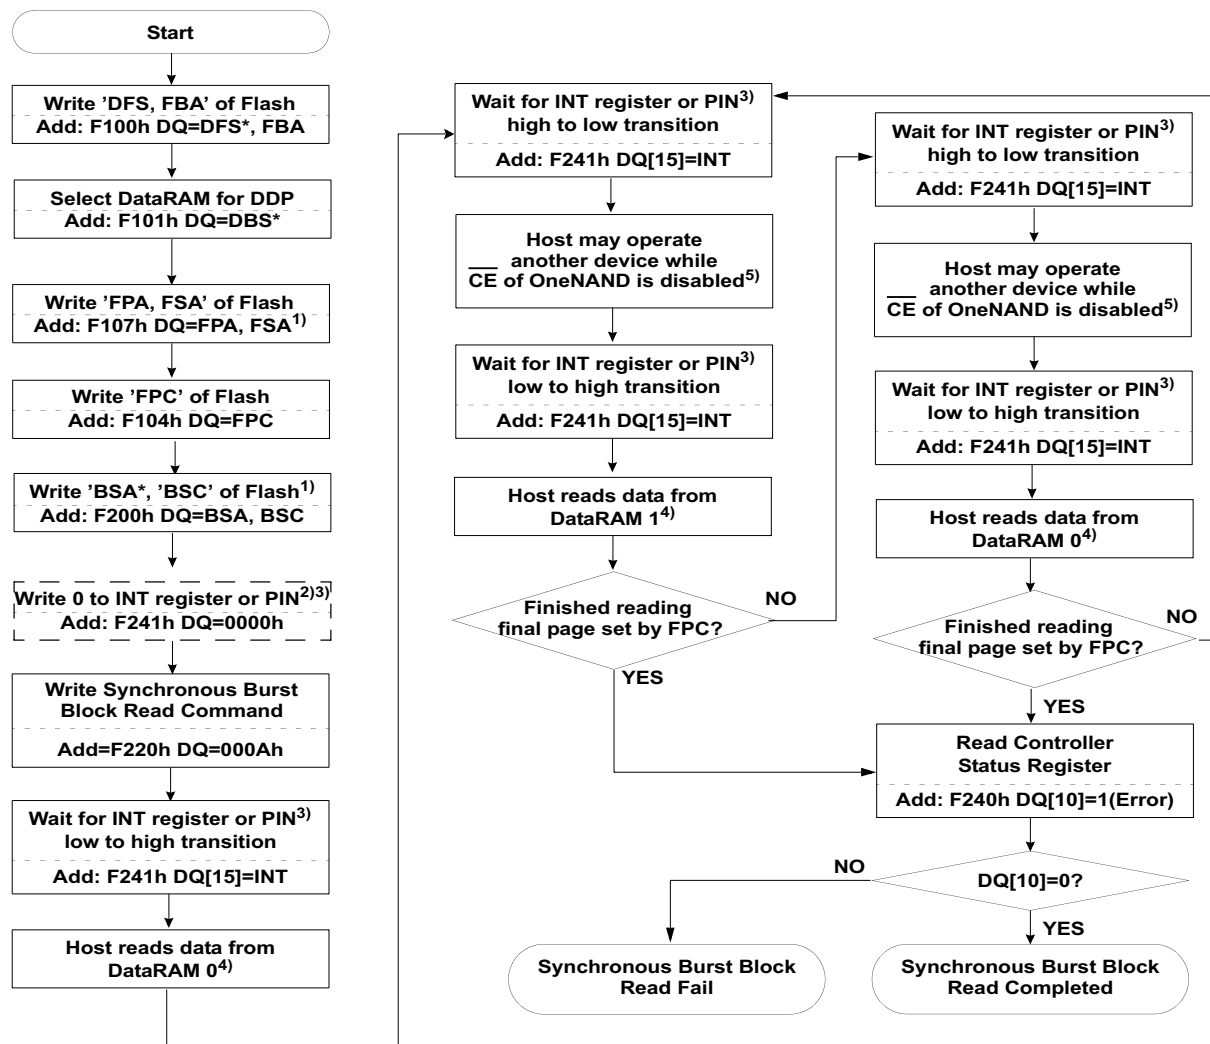 Start
Write ’DFS, FBA’ of Flash
Add: F100h DQ=DFS*, FBA
Select DataRAM for DDP
Add: F101h DQ=DBS*
Write ’FPA, FSA’ of Flash
Add: F107h DQ=FPA, FSA1)
Write ’FPC’ of Flash
Add: F104h DQ=FPC
Write ’BSA*, ’BSC’ of Flash1)
Add: F200h DQ=BSA, BSC
Write 0 to INT register or PIN2)3)
Add: F241h DQ=0000h
Write Synchronous Burst
Block Read Command
Add=F220h DQ=000Ah
Wait for INT register or PIN3)
low to high transition
Add: F241h DQ[15]=INT
Host reads data from
DataRAM 04)
Wait for INT register or PIN3)
high to low transition
Add: F241h DQ[15]=INT
Host may operate
another device while
CE of OneNAND is disabled5)
Wait for INT register or PIN3)
low to high transition
Add: F241h DQ[15]=INT
Host reads data from
DataRAM 14)
Finished reading
final page set by FPC?
NO
YES
Wait for INT register or PIN3)
high to low transition
Add: F241h DQ[15]=INT
Host may operate
another device while
CE of OneNAND is disabled5)
Wait for INT register or PIN3)
low to high transition
Add: F241h DQ[15]=INT
Host reads data from
DataRAM 04)
Finished reading
final page set by FPC?
NO
YES
Read Controller
Status Register
Add: F240h DQ[10]=1(Error)
DQ[10]=0?
NO
YES
Synchronous Burst Block
Read Fail
Synchronous Burst Block
Read Completed